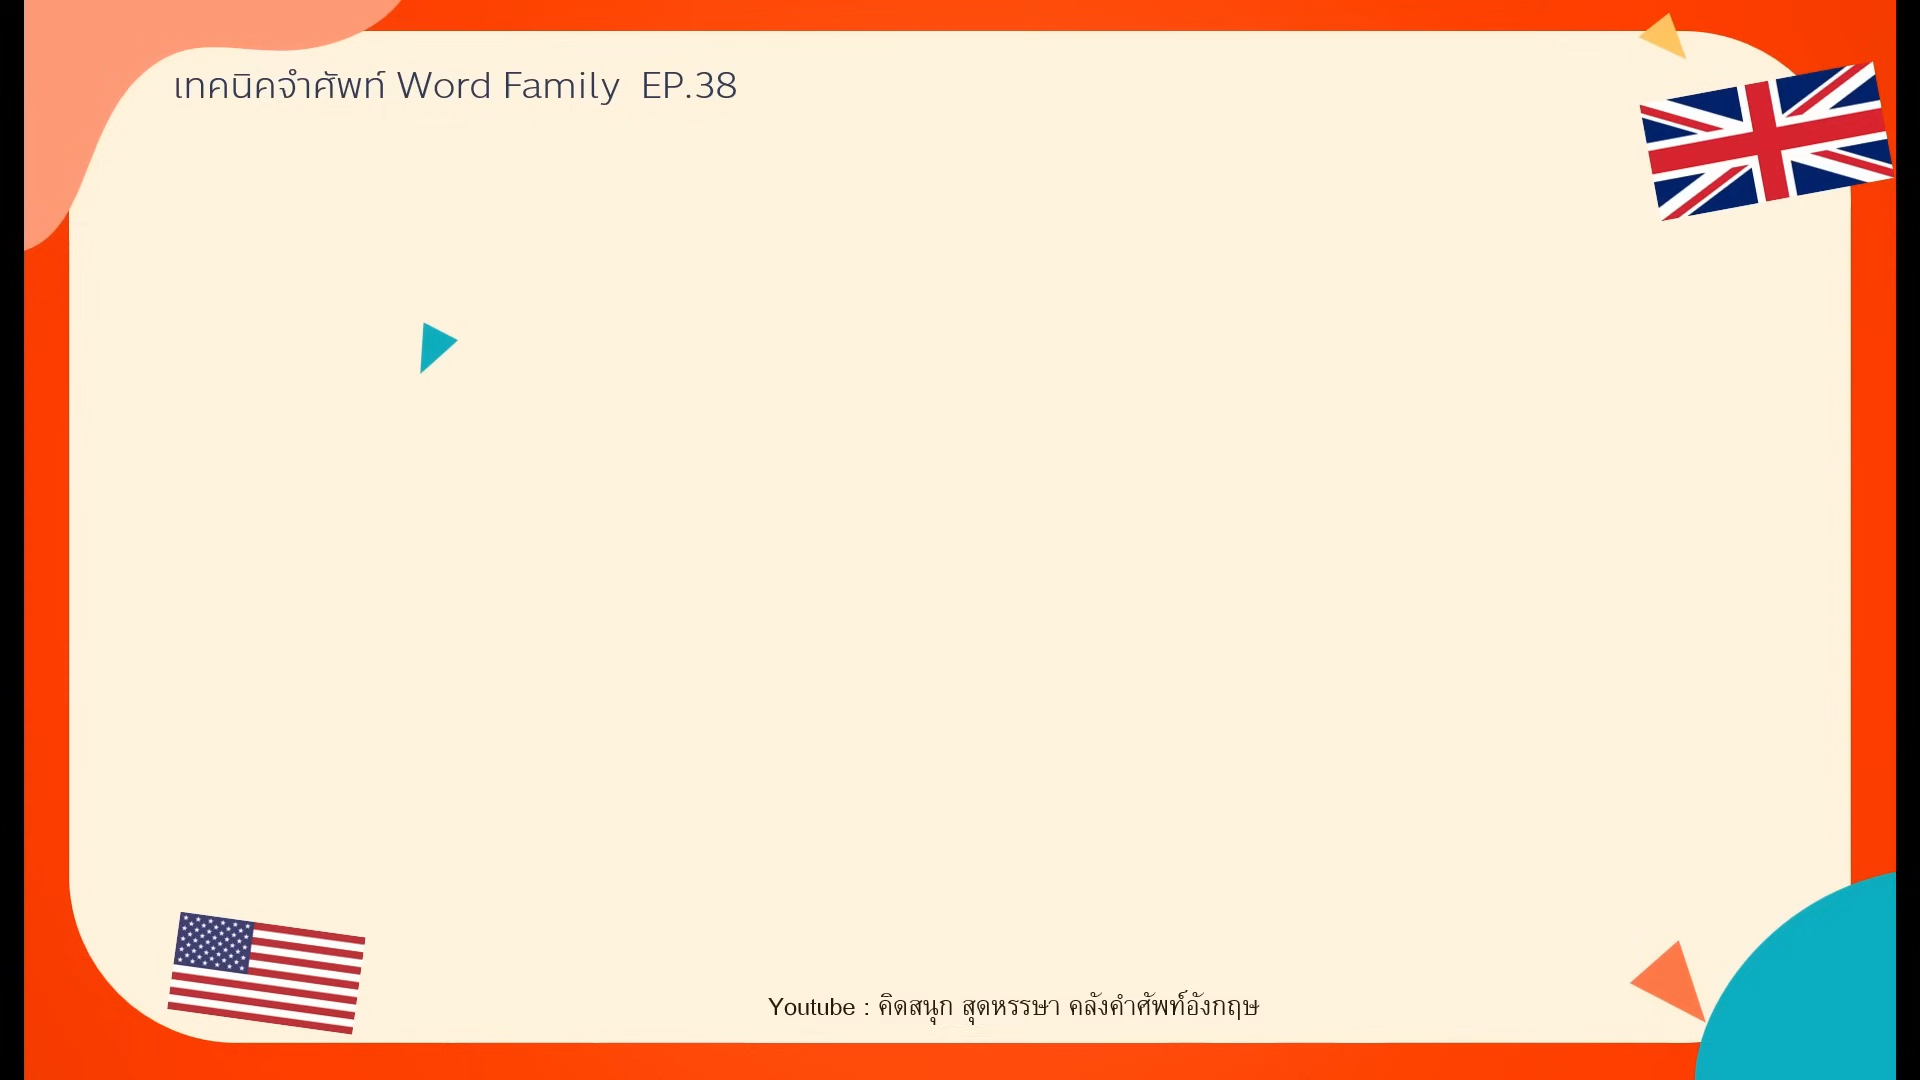 เทคนิคจำศัพท์ Word Family EP.38
Youtube : คิดสนุก สุดหรรษา คลังคำศัพท์อังกฤษ